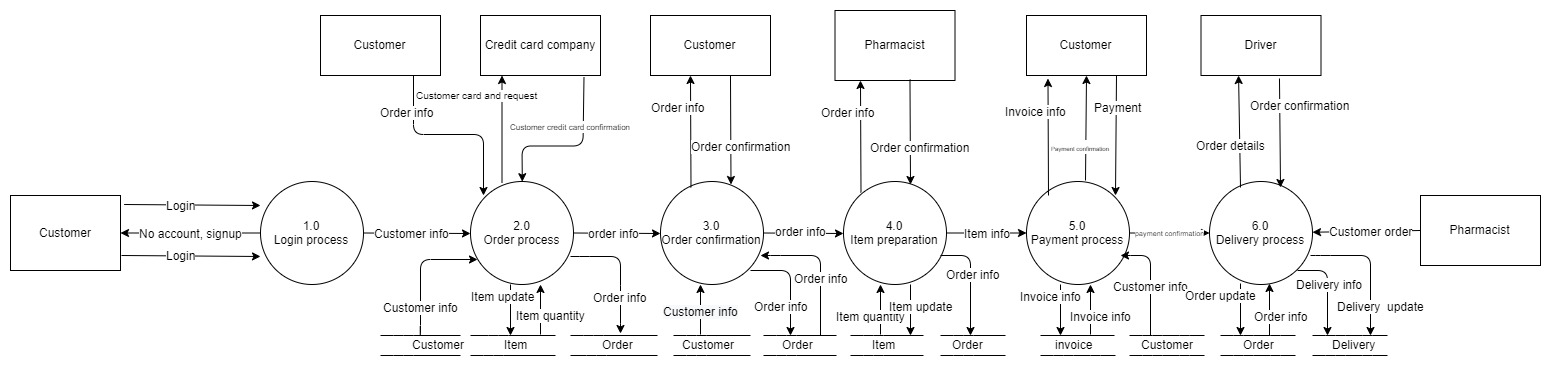 Customer
Credit card company
Customer
Pharmacist
Customer
Driver
Customer card and request
Order info
Customer credit card confirmation
Order info
Order confirmation
Order info
Order confirmation
Invoice info
Payment
Payment confirmation
Order confirmation
Order details
Customer
Login
No account, signup
Login
1.0
Login process
Customer info
2.0
Order process
order info
3.0
Order confirmation
order info
4.0
Item preparation
Item info
5.0
Payment process
payment confirmation
6.0
Delivery process
Customer order
Pharmacist
Customer info
Item update
Item quantity
Order info
Customer info
Order info
Order info
Item quantity
Item update
Order info
Invoice info
Invoice info
Customer info
Order update
Order info
Delivery info
Delivery update
Customer
Item
Order
Customer
Order
Item
Order
invoice
Customer
Order
Delivery